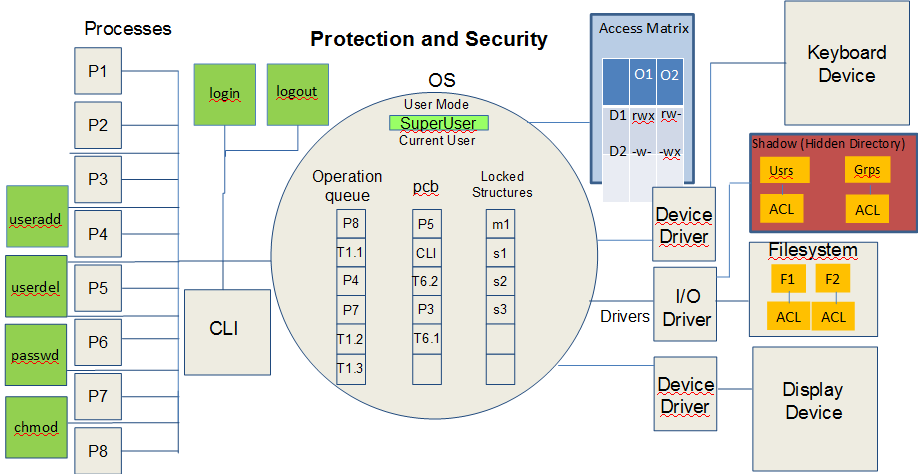 Processes
Protection and Security
P1
P2
P3
P4
P5
P6
P7
P8
useradd
userdel
passwd
chmod
login
logout
CLI
OS
User Mode
SuperUser
Current User
Operation
queue
P8
T1.1
P4
P7
T1.2
T1.3
pcb
P5
CLI
T6.2
P3
T6.1
Locked
Structures
m1
s1
s2
s3
Access Matrix
O1 O2
D1 rwx rw-
D2 -w- -wx
Keyboard
Device
Shadow (Hidden Directory)
Usrs
Grps
ACL
ACL
Device
Driver
Filesystem
F1
F2
ACL
ACL
I/O
Driver
Drivers
Device
Driver
Display
Device